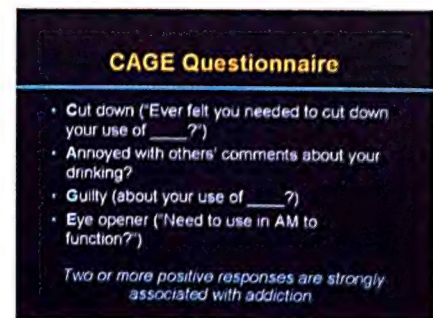 CAGE Questionnaire
• Cut down ("Ever felt you needed to cut down
your use of ____?")
• Annoyed with others' comments about your
drinking?
• Guilty (about your use of ____?)
• Eye opener ("Need to use in AM to
function?")
Two or more positive responses are strongly
associated with addiction